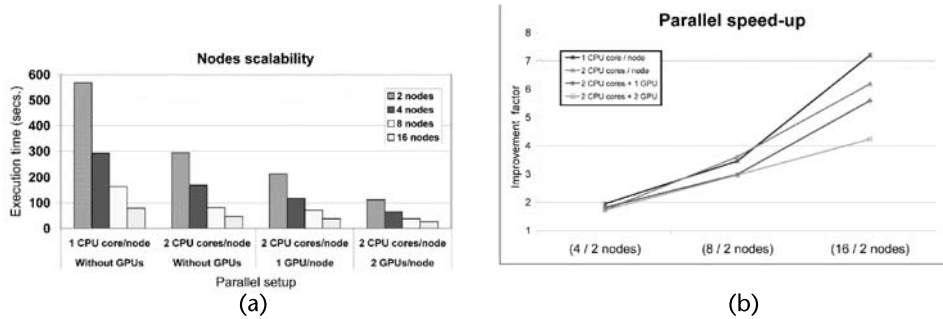 Nodes scalability
Execution time (secs.)
600
500
400
300
200
100
0
2 nodes
4 nodes
8 nodes
16 nodes
1 CPU core/node
2 CPU cores/node
2 CPU cores/node
2 CPU cores/node
Without GPUs
Without GPUs
1 GPU/node
2 GPUs/node
Parallel setup
(a)
Parallel speed-up
Improvement factor
8
7
6
5
4
3
2
1
1 CPU core / node
2 CPU cores / node
2 CPU cores + 1 GPU
2 CPU cores + 2 GPU
(4 / 2 nodes)
(8 / 2 nodes)
(16 / 2 nodes)
(b)